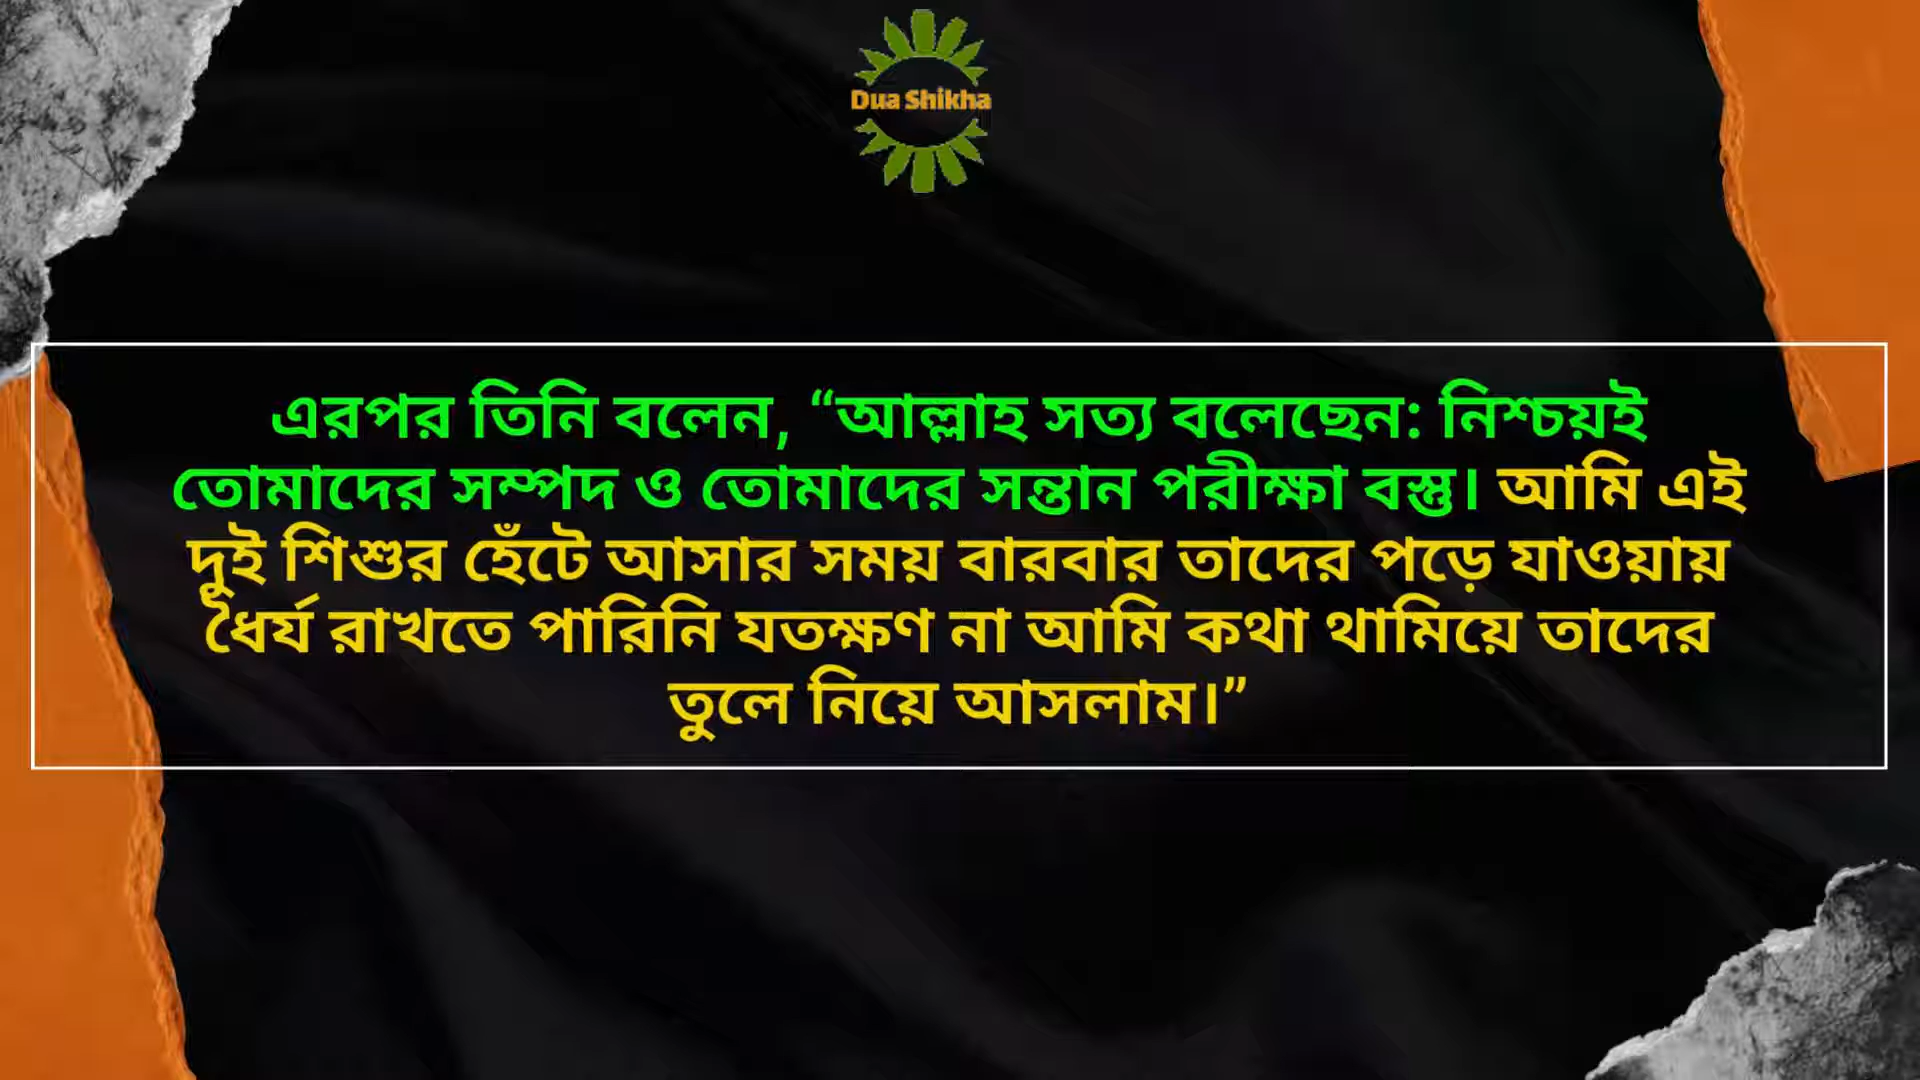 Dua Shikha
এরপর তিনি বলেন, “আল্লাহ সত্য বলেছেন: নিশ্চয়ই
তোমাদের সম্পদ ও তোমাদের সন্তান পরীক্ষা বস্তু। আমি এই
দুই শিশুর হেঁটে আসার সময় বারবার তাদের পড়ে যাওয়ায়
ধৈর্য রাখতে পারিনি যতক্ষণ না আমি কথা থামিয়ে তাদের
তুলে নিয়ে আসলাম।”